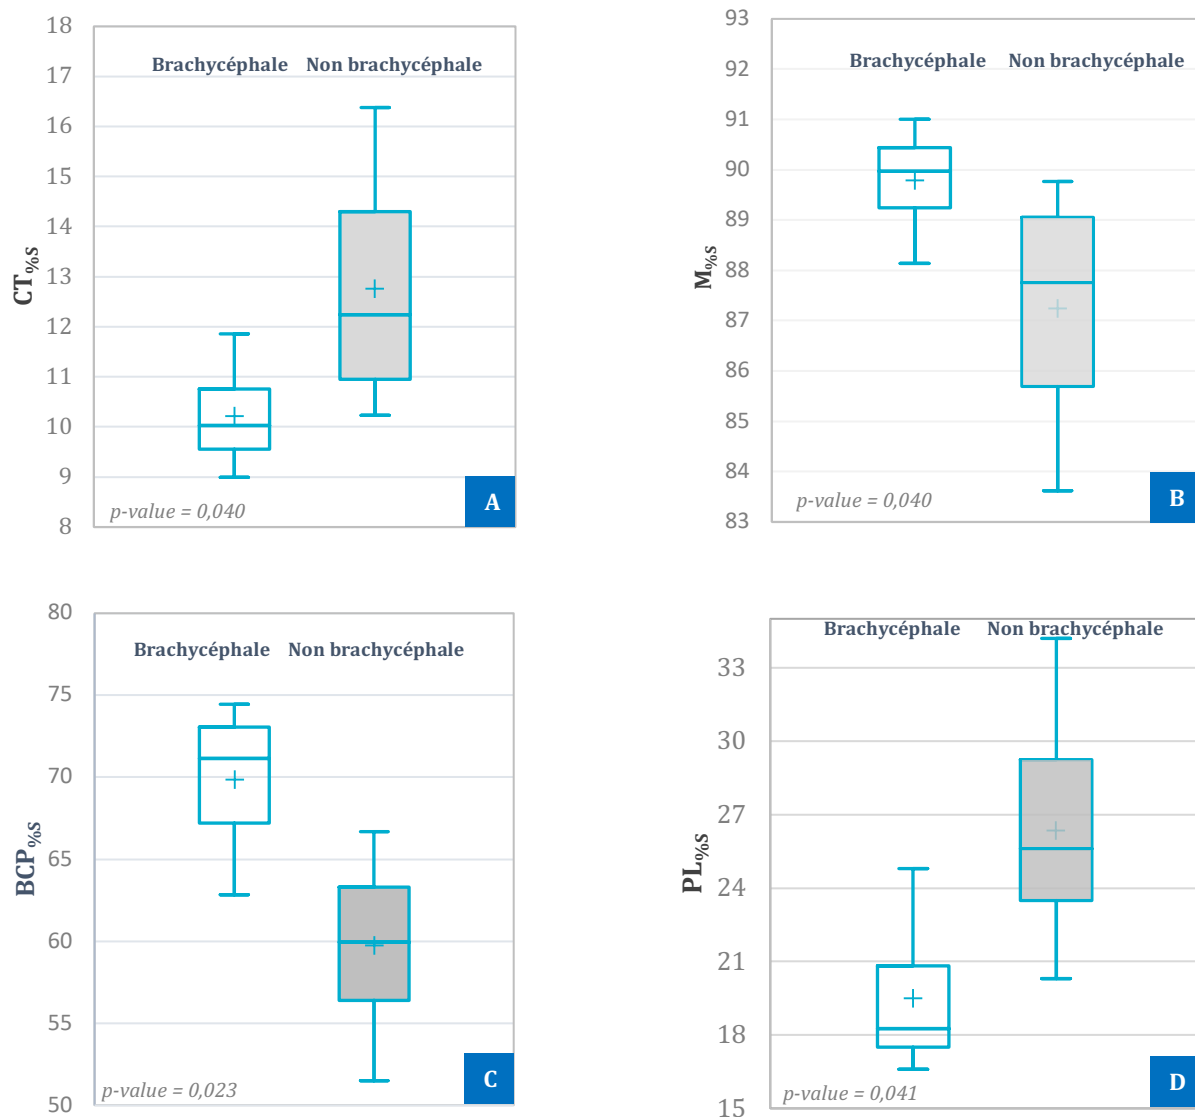 18
17
16
15
14
13
12
11
10
9
8
CT%S
Brachycéphale Non brachycéphale
p-value = 0,040
A
93
92
91
90
89
88
87
86
85
84
83
M%S
Brachycéphale Non brachycéphale
p-value = 0,040
B
80
75
70
65
60
55
50
BCP%S
Brachycéphale Non brachycéphale
p-value = 0,023
C
33
30
27
24
21
18
15
PL%S
Brachycéphale Non brachycéphale
p-value = 0,041
D